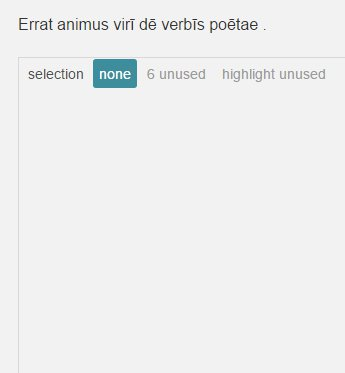 Errat animus virī dē verbīs poētae .
selection none 6 unused highlight unused